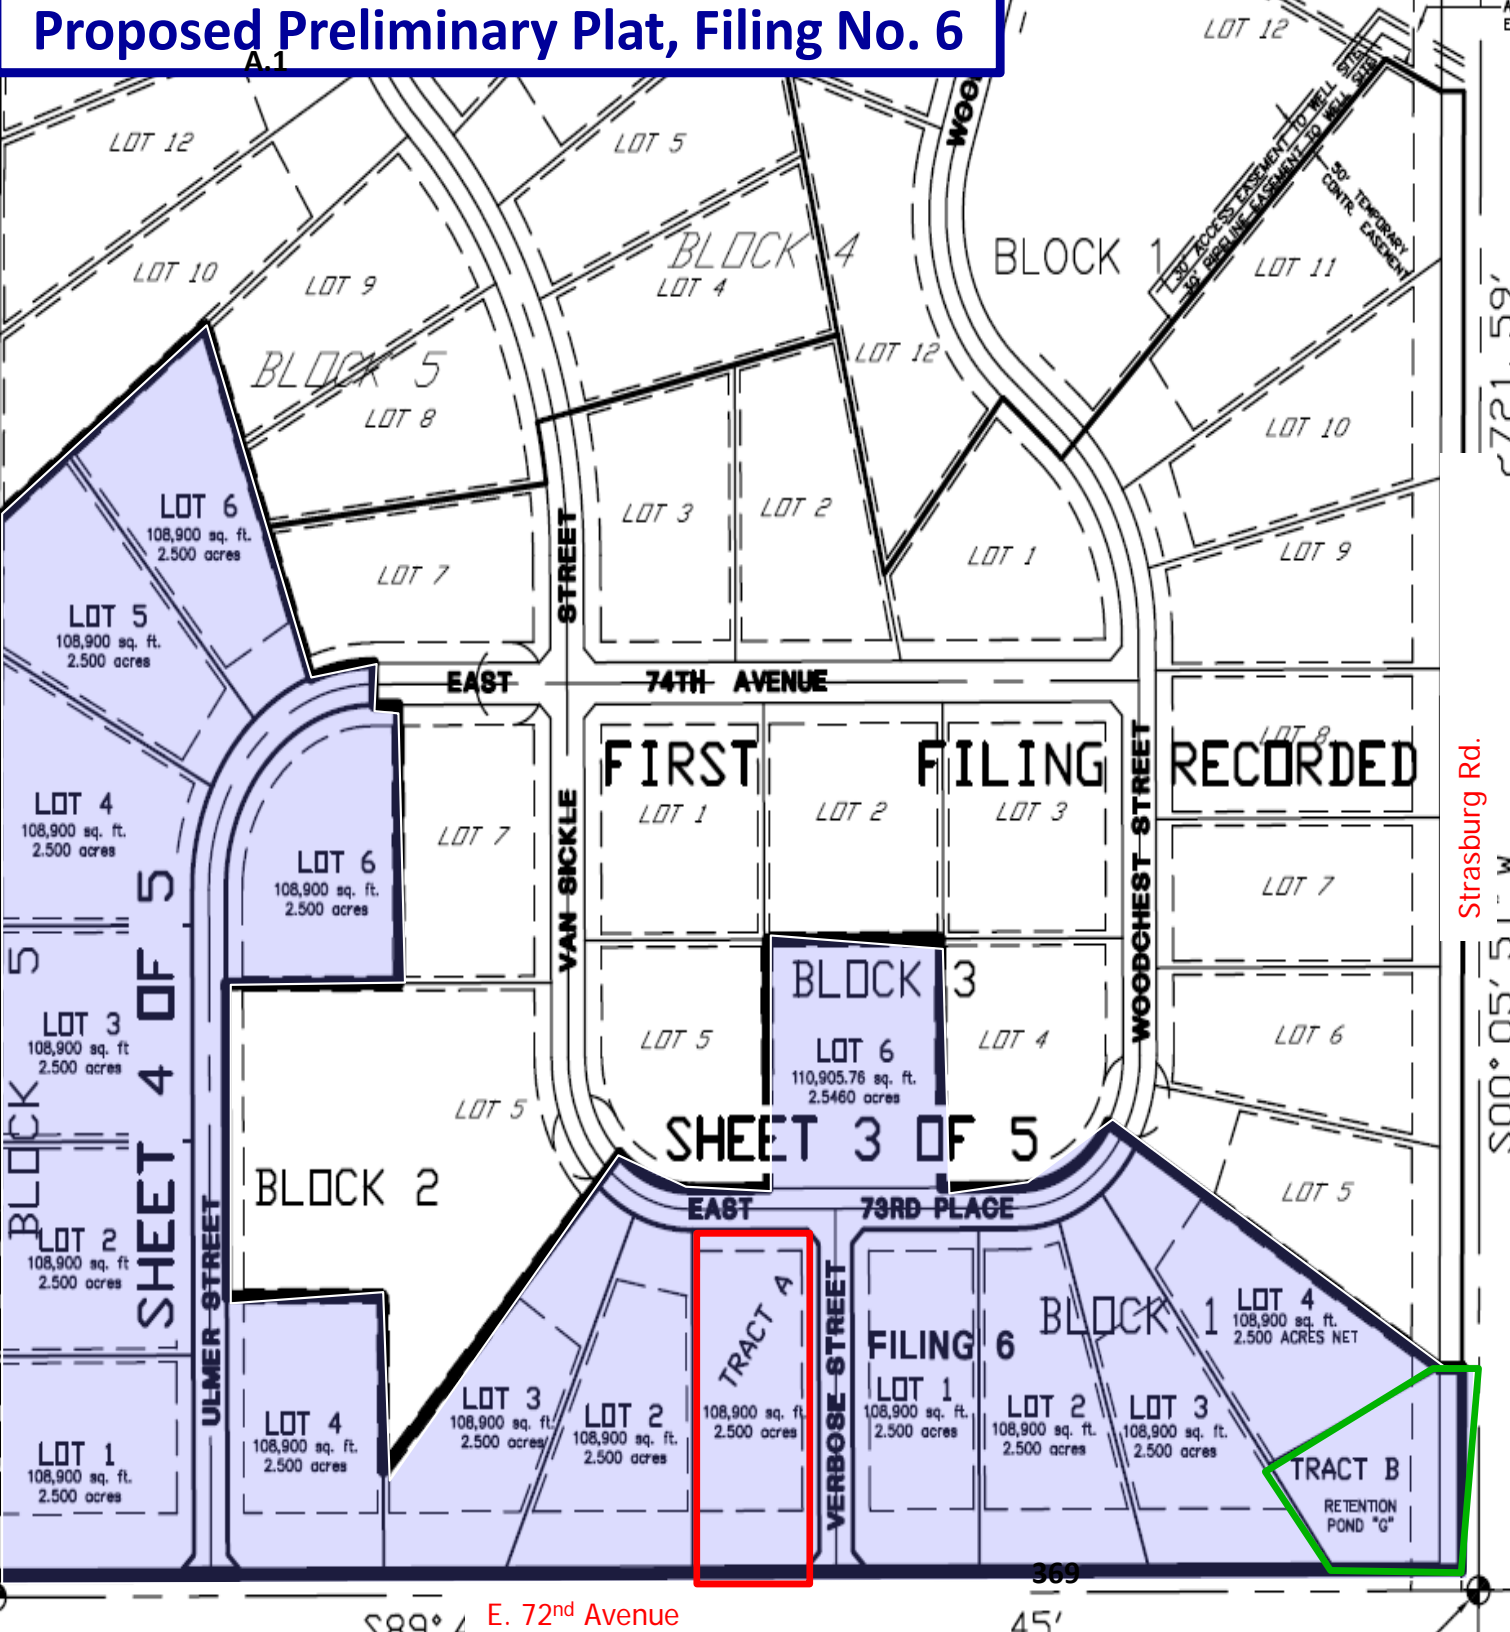 Proposed Preliminary Plat, Filing No. 6
A.1
LOT 12
LOT 12
LOT 5
30' ACCESS EASEMENT TO WELL SITE
30' PIPELINE EASEMENT TO WELL SITE
50' TEMPORARY
CONTR. EASEMENT
BLOCK 4
BLOCK 1
LOT 11
LOT 10
LOT 9
LOT 4
BLOCK 5
LOT 12
LOT 8
LOT 10
LOT 6
108,900 sq. ft.
2.500 acres
LOT 3
LOT 2
LOT 1
LOT 9
LOT 7
STREET
LOT 5
108,900 sq. ft.
2.500 acres
EAST
74TH AVENUE
LOT 8
FIRST
FILING
RECORDED
Strasburg Rd.
LOT 4
108,900 sq. ft.
2.500 acres
LOT 7
LOT 1
LOT 2
LOT 3
LOT 6
108,900 sq. ft.
2.500 acres
VAN SICKLE
WOODCHEST STREET
LOT 7
BLOCK 5
SHEET 4 OF 5
BLOCK 3
LOT 3
108,900 sq. ft
2.500 acres
LOT 5
LOT 6
110,905.76 sq. ft.
2.5460 acres
LOT 4
LOT 6
LOT 5
SHEET 3 OF 5
BLOCK 2
LOT 5
EAST
73RD PLACE
LOT 2
108,900 sq. ft
2.500 acres
ULMER STREET
TRACT A
108,900 sq. ft
2.500 acres
VERBOSE STREET
FILING 6
BLOCK 1
LOT 4
108,900 sq. ft.
2.500 ACRES NET
LOT 1
108,900 sq. ft.
2.500 acres
LOT 4
108,900 sq. ft.
2.500 acres
LOT 3
108,900 sq. ft.
2.500 acres
LOT 2
108,900 sq. ft.
2.500 acres
LOT 1
108,900 sq. ft.
2.500 acres
LOT 2
108,900 sq. ft.
2.500 acres
LOT 3
108,900 sq. ft.
2.500 acres
TRACT B
RETENTION
POND "G"
369
E. 72nd Avenue
45'